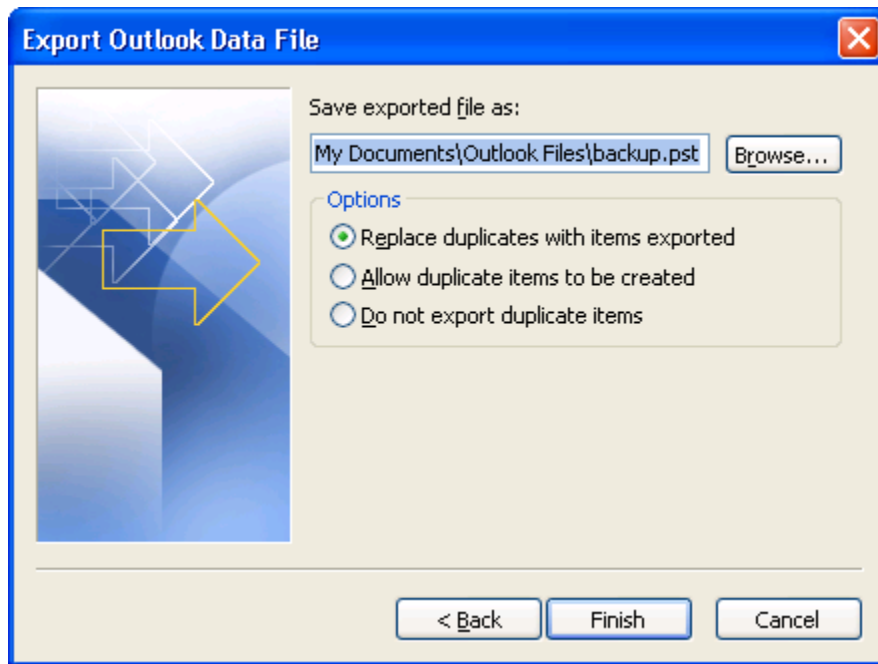 Export Outlook Data File
Save exported file as:
My Documents\Outlook Files\backup.pst
Browse...
Options
Replace duplicates with items exported
Allow duplicate items to be created
Do not export duplicate items
< Back
Finish
Cancel